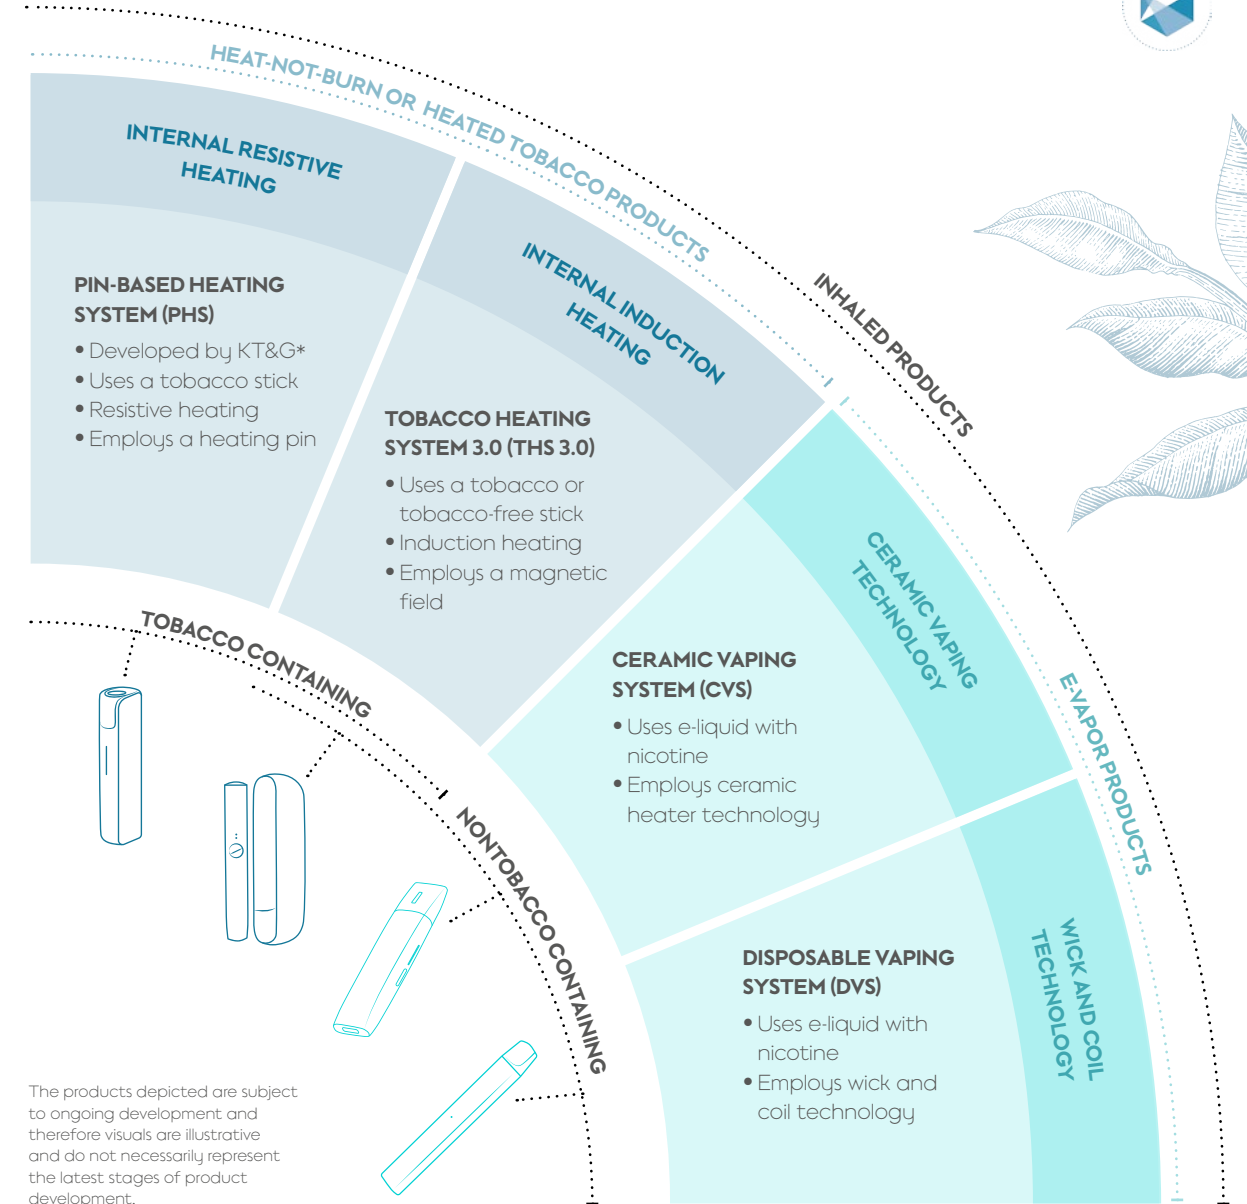 HEAT-NOT-BURN OR HEATED TOBACCO PRODUCTS
INTERNAL RESISTIVE
HEATING
PIN-BASED HEATING
SYSTEM (PHS)
• Developed by KT&G*
• Uses a tobacco stick
• Resistive heating
• Employs a heating pin
INTERNAL INDUCTION
HEATING
TOBACCO HEATING
SYSTEM 3.0 (THS 3.0)
• Uses a tobacco or
tobacco-free stick
• Induction heating
• Employs a magnetic
field
INHALED PRODUCTS
CERAMIC VAPING
TECHNOLOGY
CERAMIC VAPING
SYSTEM (CVS)
• Uses e-liquid with
nicotine
• Employs ceramic
heater technology
E-VAPOR PRODUCTS
WICK AND COIL
TECHNOLOGY
DISPOSABLE VAPING
SYSTEM (DVS)
• Uses e-liquid with
nicotine
• Employs wick and
coil technology
TOBACCO CONTAINING
NONTOBACCO CONTAINING
The products depicted are subject
to ongoing development and
therefore visuals are illustrative
and do not necessarily represent
the latest stages of product
development.